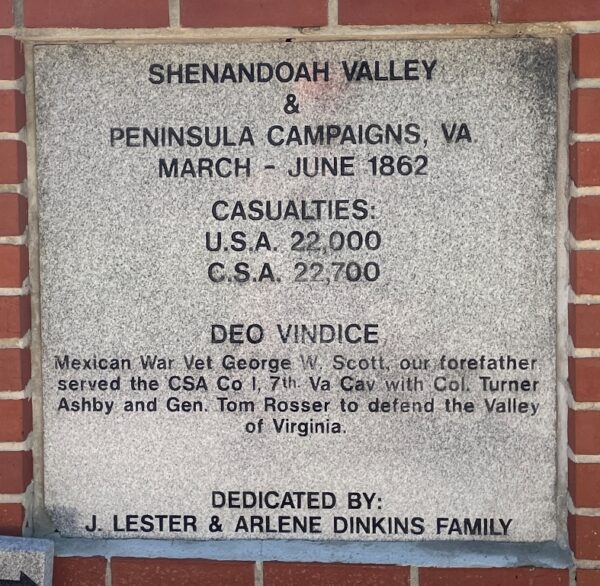 SHENANDOAH VALLEY
&
PENINSULA CAMPAIGNS, VA.
MARCH - JUNE 1862
CASUALTIES:
U.S.A. 22,000
C.S.A. 22,700
DEO VINDICE
Mexican War Vet George W. Scott, our forefather
served the CSA Co I, 7th. Va Cav with Col. Turner
Ashby and Gen. Tom Rosser to defend the Valley
of Virginia.
DEDICATED BY:
J. LESTER & ARLENE DINKINS FAMILY